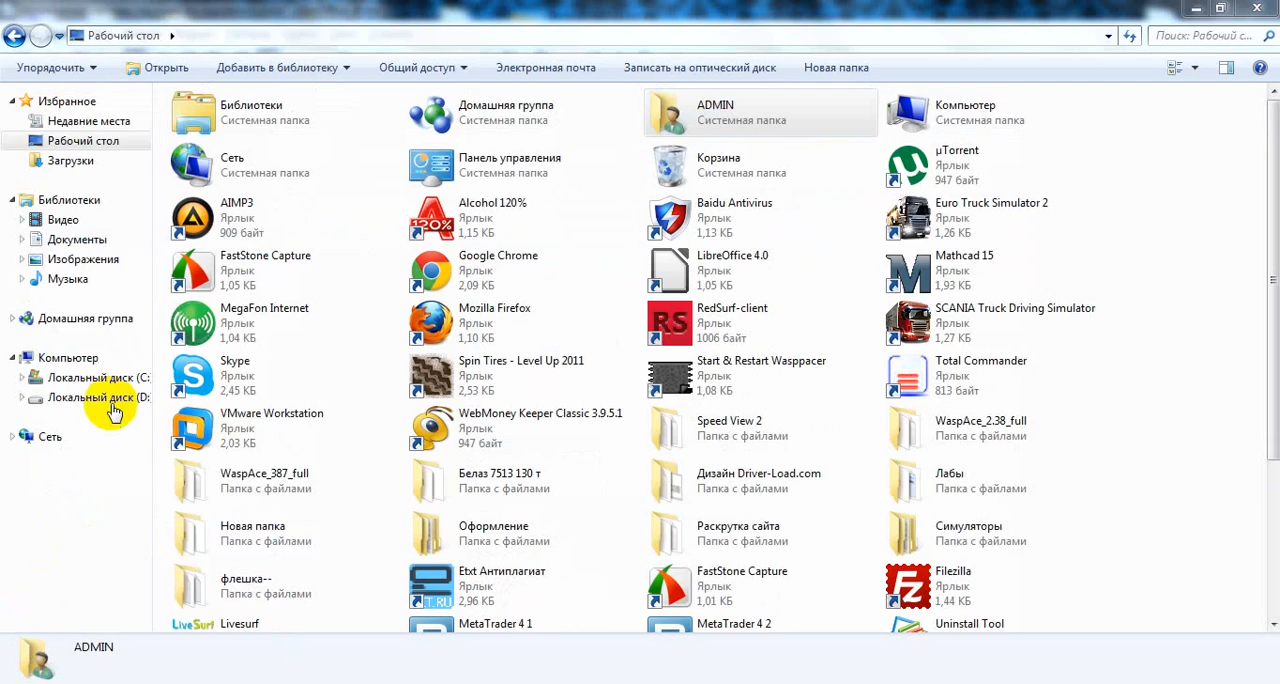 Рабочий стол
Поиск: Рабочий с...
Упорядочить Открыть Добавить в библиотеку Общий доступ Электронная почта Записать на оптический диск Новая папка
Избранное
Недавние места
Рабочий стол
Загрузки
Библиотеки
Видео
Документы
Изображения
Музыка
Домашняя группа
Компьютер
Локальный диск (C:
Локальный диск (D:
Сеть
Библиотеки
Системная папка
Домашняя группа
Системная папка
ADMIN
Системная папка
Компьютер
Системная папка
Сеть
Системная папка
Панель управления
Системная папка
Корзина
Системная папка
µTorrent
Ярлык
947 байт
AIMP3
Ярлык
909 байт
Alcohol 120%
Ярлык
1,15 КБ
Baidu Antivirus
Ярлык
1,13 КБ
Euro Truck Simulator 2
Ярлык
1,26 КБ
FastStone Capture
Ярлык
1,05 КБ
Google Chrome
Ярлык
2,09 КБ
LibreOffice 4.0
Ярлык
1,05 КБ
Mathcad 15
Ярлык
1,93 КБ
MegaFon Internet
Ярлык
1,04 КБ
Mozilla Firefox
Ярлык
1,10 КБ
RS
RedSurf-client
Ярлык
1006 байт
SCANIA Truck Driving Simulator
Ярлык
1,27 КБ
Skype
Ярлык
2,45 КБ
Spin Tires - Level Up 2011
Ярлык
2,53 КБ
Start & Restart Wasppacer
Ярлык
1,08 КБ
Total Commander
Ярлык
813 байт
VMware Workstation
Ярлык
2,03 КБ
WebMoney Keeper Classic 3.9.5.1
Ярлык
947 байт
Speed View 2
Папка с файлами
WaspAce_2.38_full
Папка с файлами
WaspAce_387_full
Папка с файлами
Белаз 7513 130 т
Папка с файлами
Дизайн Driver-Load.com
Папка с файлами
Лабы
Папка с файлами
Новая папка
Папка с файлами
Оформление
Папка с файлами
Раскрутка сайта
Папка с файлами
Симуляторы
Папка с файлами
флешка--
Папка с файлами
Etxt Антиплагиат
Ярлык
2,96 КБ
FastStone Capture
Ярлык
1,01 КБ
Filezilla
Ярлык
1,44 КБ
LiveSurf
Livesurf
MetaTrader 4 1
MetaTrader 4 2
Uninstall Tool
ADMIN